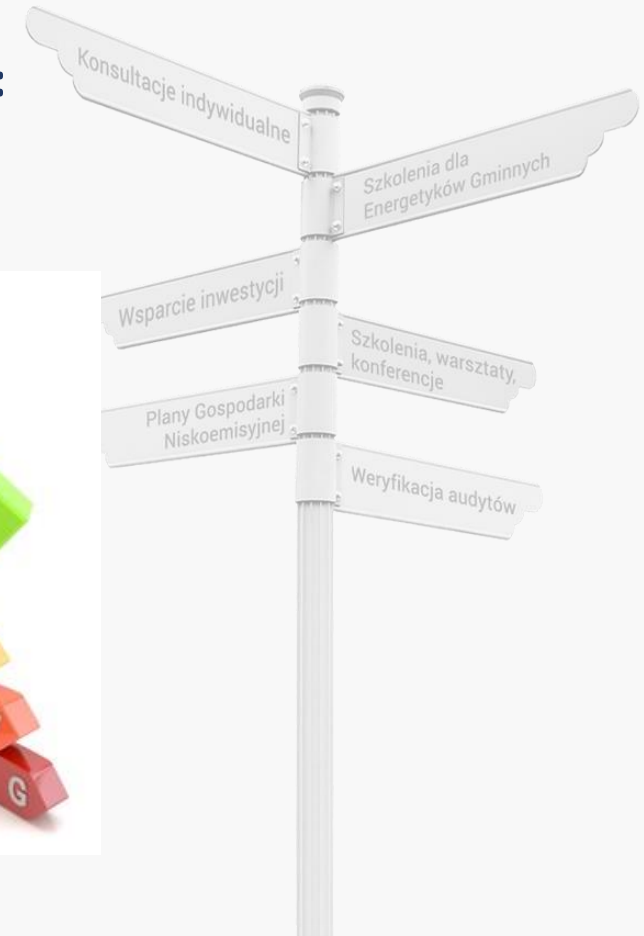 :
Konsultacje indywidualne
Szkolenia dla
Energetyków Gminnych
Wsparcie inwestycji
Szkolenia, warsztaty,
konferencje
Plany Gospodarki
Niskoemisyjnej
Weryfikacja audytów
G